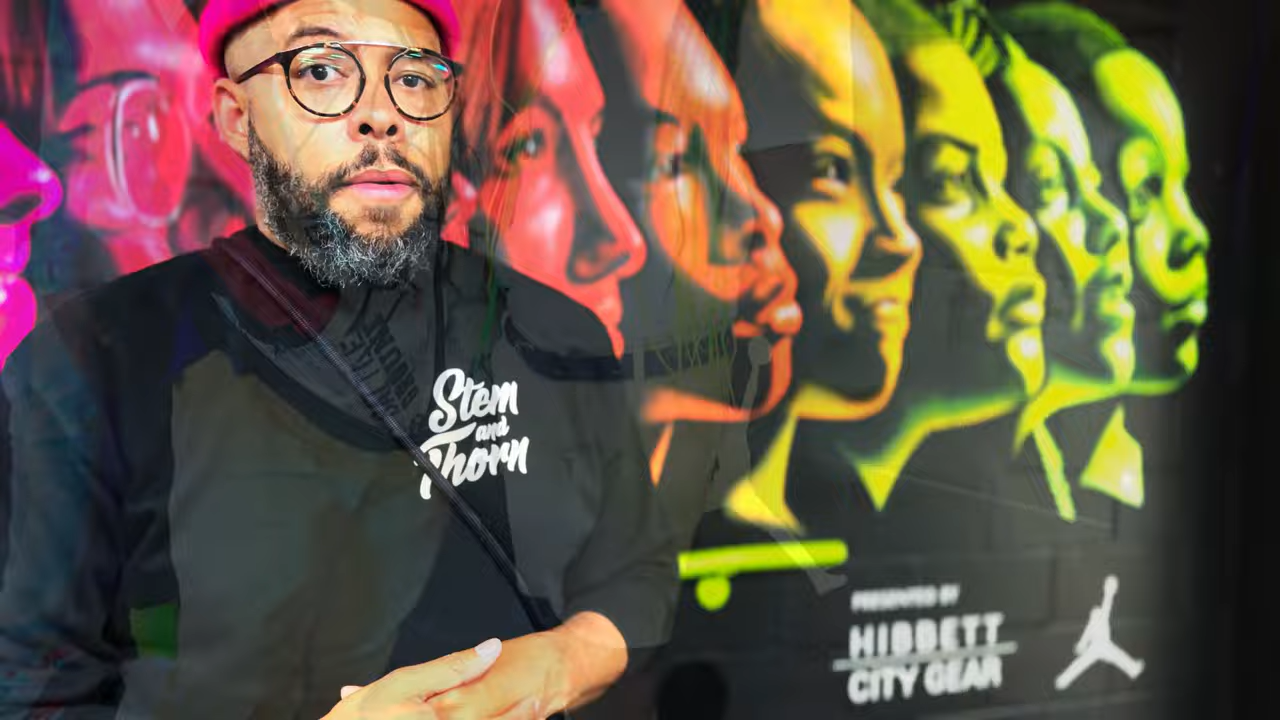 Stem
and
Thorn
PRESENTED BY
HIBBETT
CITY GEAR